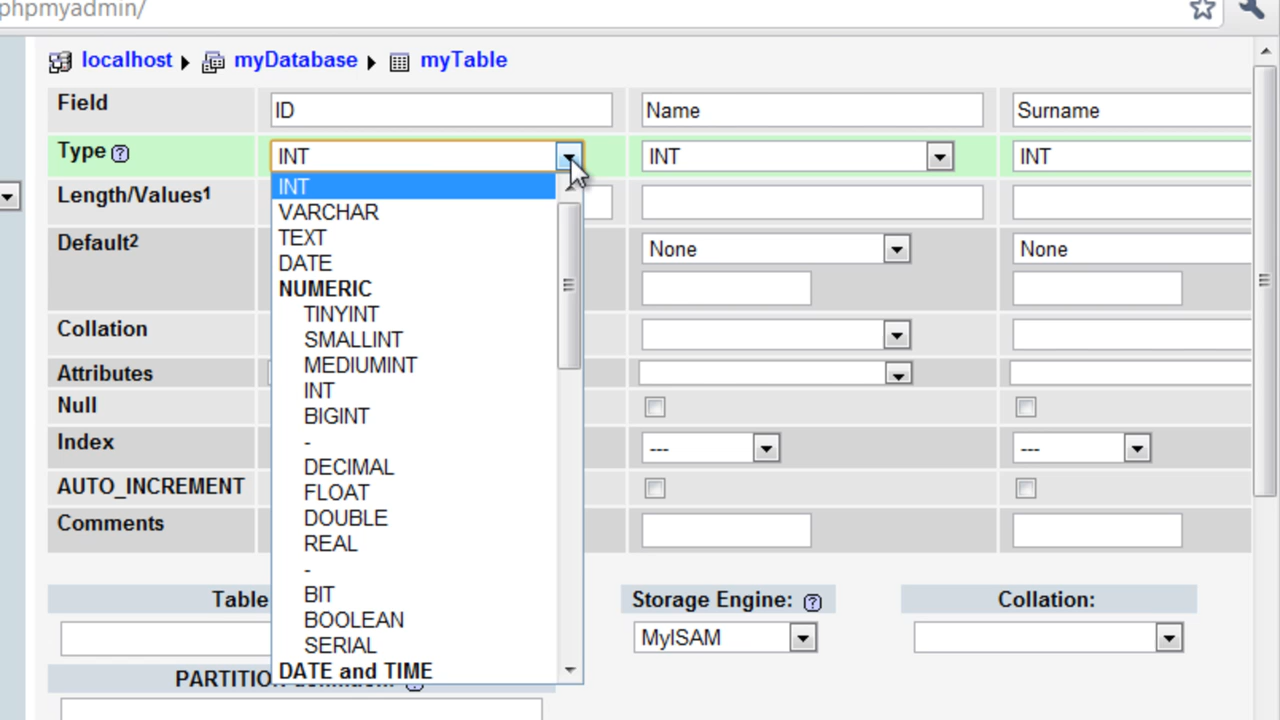 phpmyadmin/
localhost myDatabase myTable
Field ID Name Surname
Type INT INT INT
INT
VARCHAR
TEXT
DATE
NUMERIC
TINYINT
SMALLINT
MEDIUMINT
INT
BIGINT
-
DECIMAL
FLOAT
DOUBLE
REAL
-
BIT
BOOLEAN
SERIAL
DATE and TIME
Length/Values1
Default2 None None
Collation
Attributes
Null
Index --- ---
AUTO_INCREMENT
Comments
Table Storage Engine: Collation:
MyISAM
PARTITION